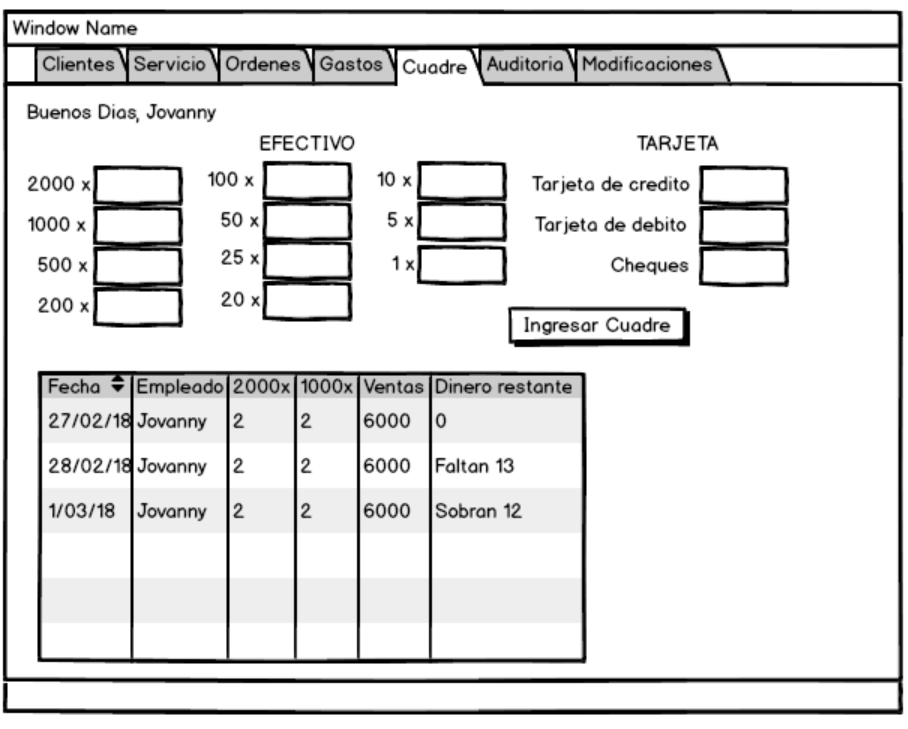 Window Name
Clientes Servicio Ordenes Gastos Cuadre Auditoria Modificaciones
Buenos Dias, Jovanny
EFECTIVO TARJETA
2000 x 100 x 10 x Tarjeta de credito
1000 x 50 x 5 x Tarjeta de debito
500 x 25 x 1 x Cheques
200 x 20 x
Ingresar Cuadre
Fecha Empleado 2000x 1000x Ventas Dinero restante
27/02/18 Jovanny 2 2 6000 0
28/02/18 Jovanny 2 2 6000 Faltan 13
1/03/18 Jovanny 2 2 6000 Sobran 12